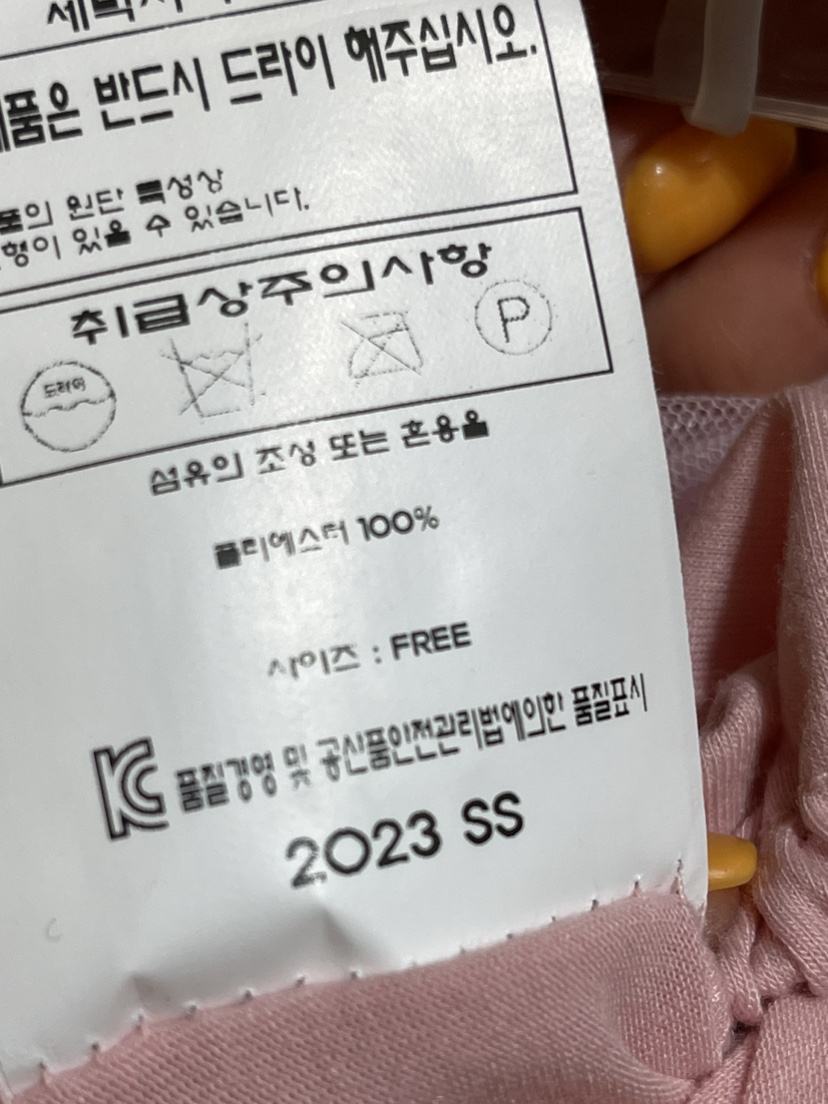 품은 반드시 드라이 해주십시오.
품의 원단 특성상
형이 있을 수 있습니다.
취급상주의사항
드라이
P
섬유의 조성 또는 혼용율
폴리에스터 100%
사이즈 : FREE
품질경영 및 공산품안전관리법에의한 품질표시
2023 SS